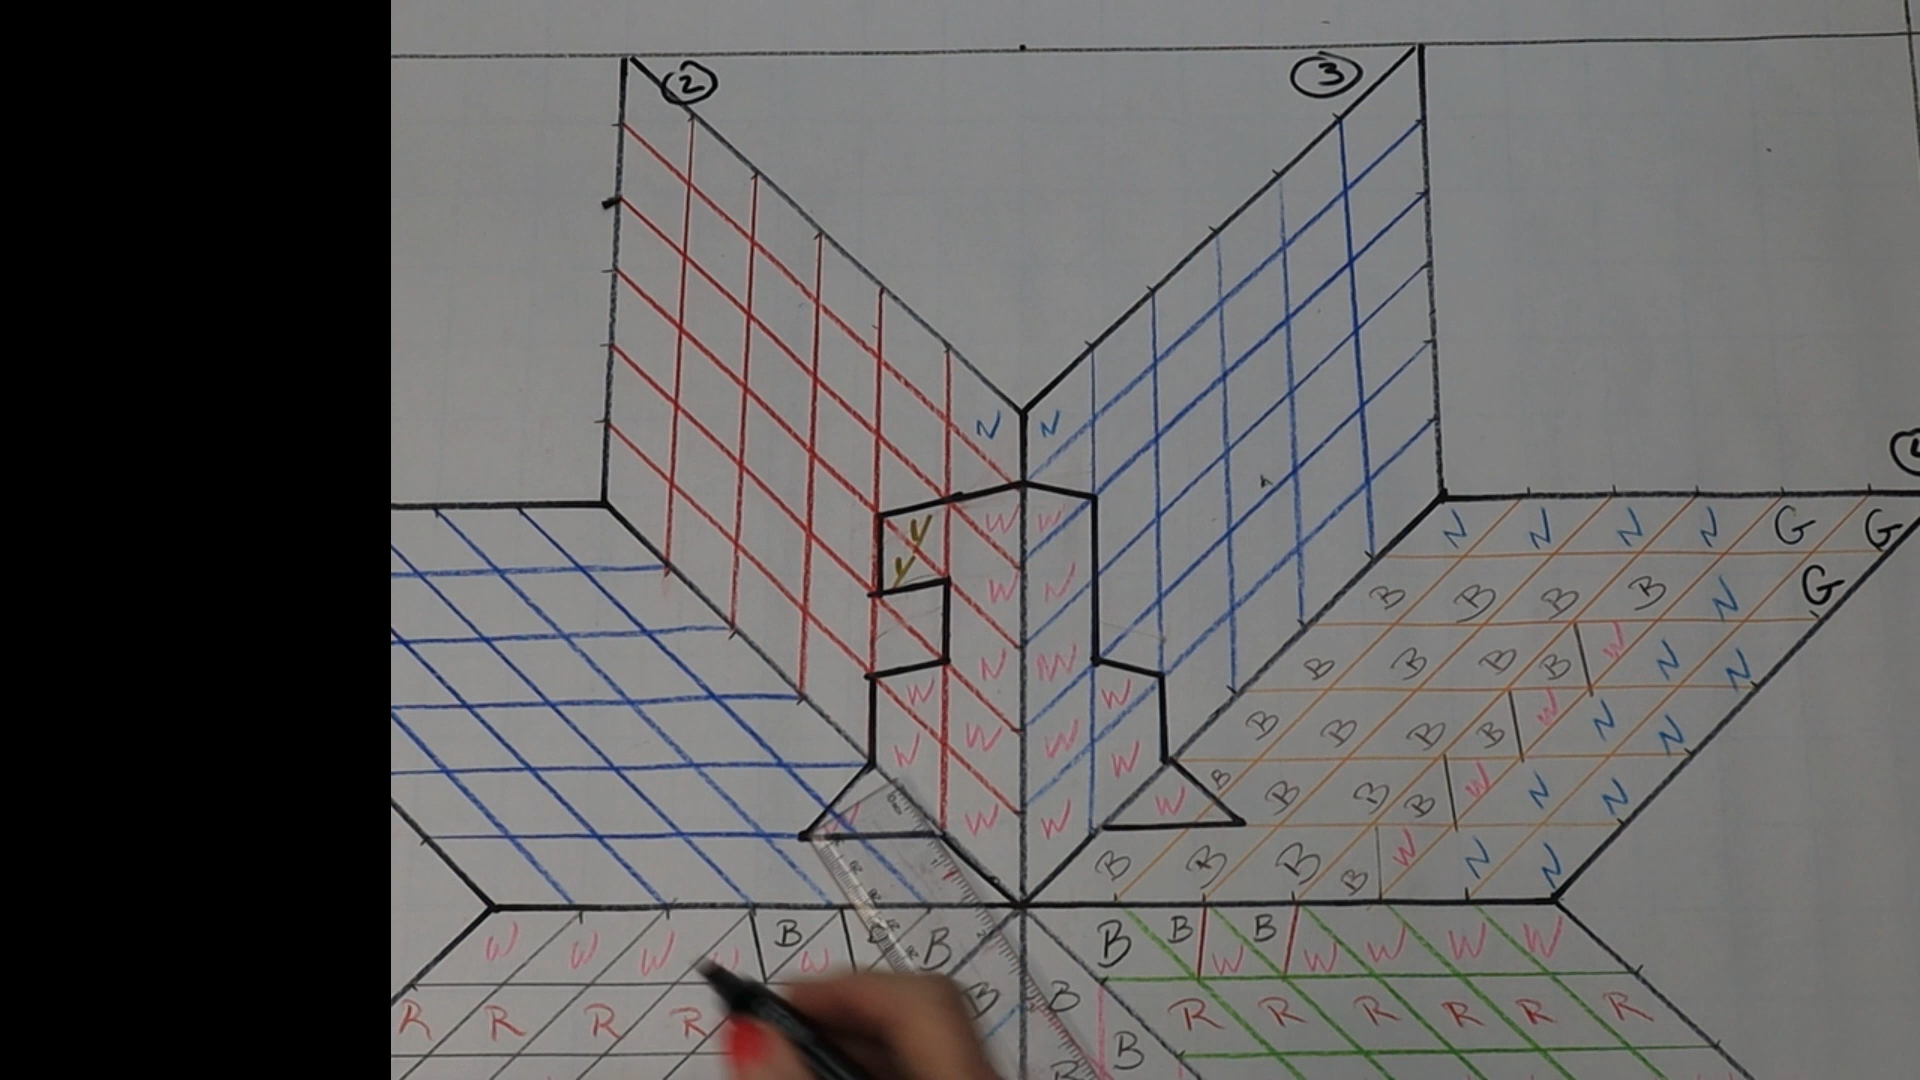 2 3
N N
N N N N G G
Y W W
Y W N
B B B B N G
N W
B B B B W N N
W W
W W
B B B B W N N
W W
W W W
B B B B W N N
B B B B W N N
W W W W B W B
B B B W W W W W
B B
R R R R
R R R R R R
B